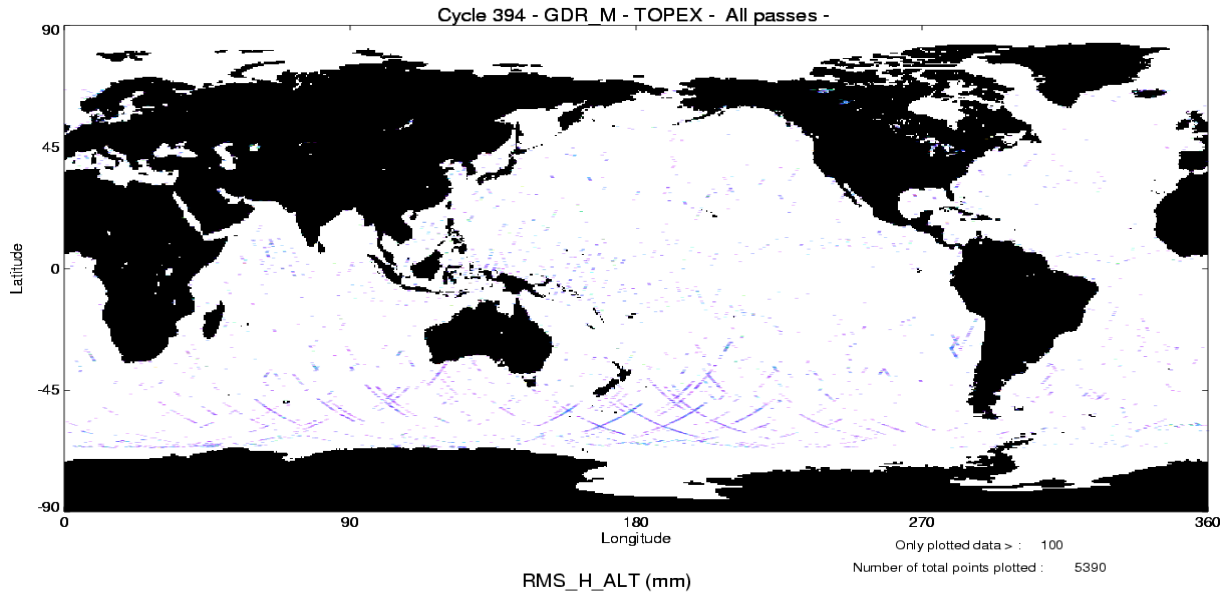 Cycle 394 - GDR_M - TOPEX - All passes -
90
45
0
-45
-90
Latitude
0 90 180 270 360
Longitude
Only plotted data > : 100
Number of total points plotted : 5390
RMS_H_ALT (mm)